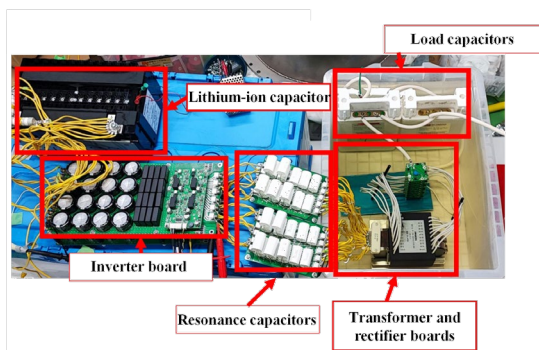 Load capacitors
Lithium-ion capacitor
Inverter board
Resonance capacitors
Transformer and
rectifier boards